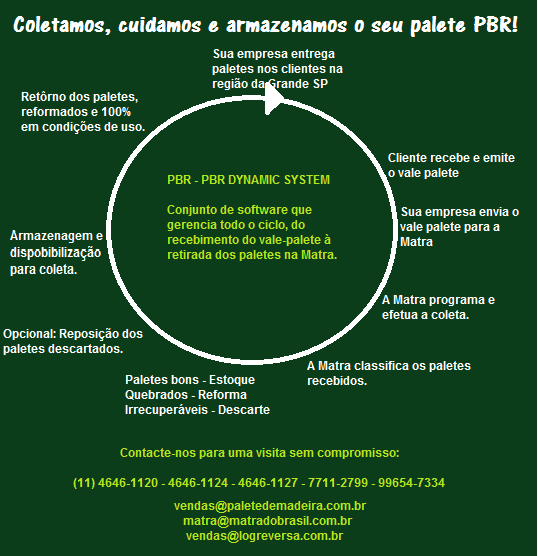 Coletamos, cuidamos e armazenamos o seu palete PBR!
Sua empresa entrega
paletes nos clientes na
região da Grande SP
Cliente recebe e emite
o vale palete
Sua empresa envia o
vale palete para a
Matra
A Matra programa e
efetua a coleta.
A Matra classifica os paletes
recebidos.
Paletes bons - Estoque
Quebrados - Reforma
Irrecuperáveis - Descarte
Opcional: Reposição dos
paletes descartados.
Armazenagem e
dispobibilização
para coleta.
Retôrno dos paletes,
reformados e 100%
em condições de uso.
PBR - PBR DYNAMIC SYSTEM
Conjunto de software que
gerencia todo o ciclo, do
recebimento do vale-palete à
retirada dos paletes na Matra.
Contacte-nos para uma visita sem compromisso:
(11) 4646-1120 - 4646-1124 - 4646-1127 - 7711-2799 - 99654-7334
vendas@paletedemadeira.com.br
matra@matradobrasil.com.br
vendas@logreversa.com.br